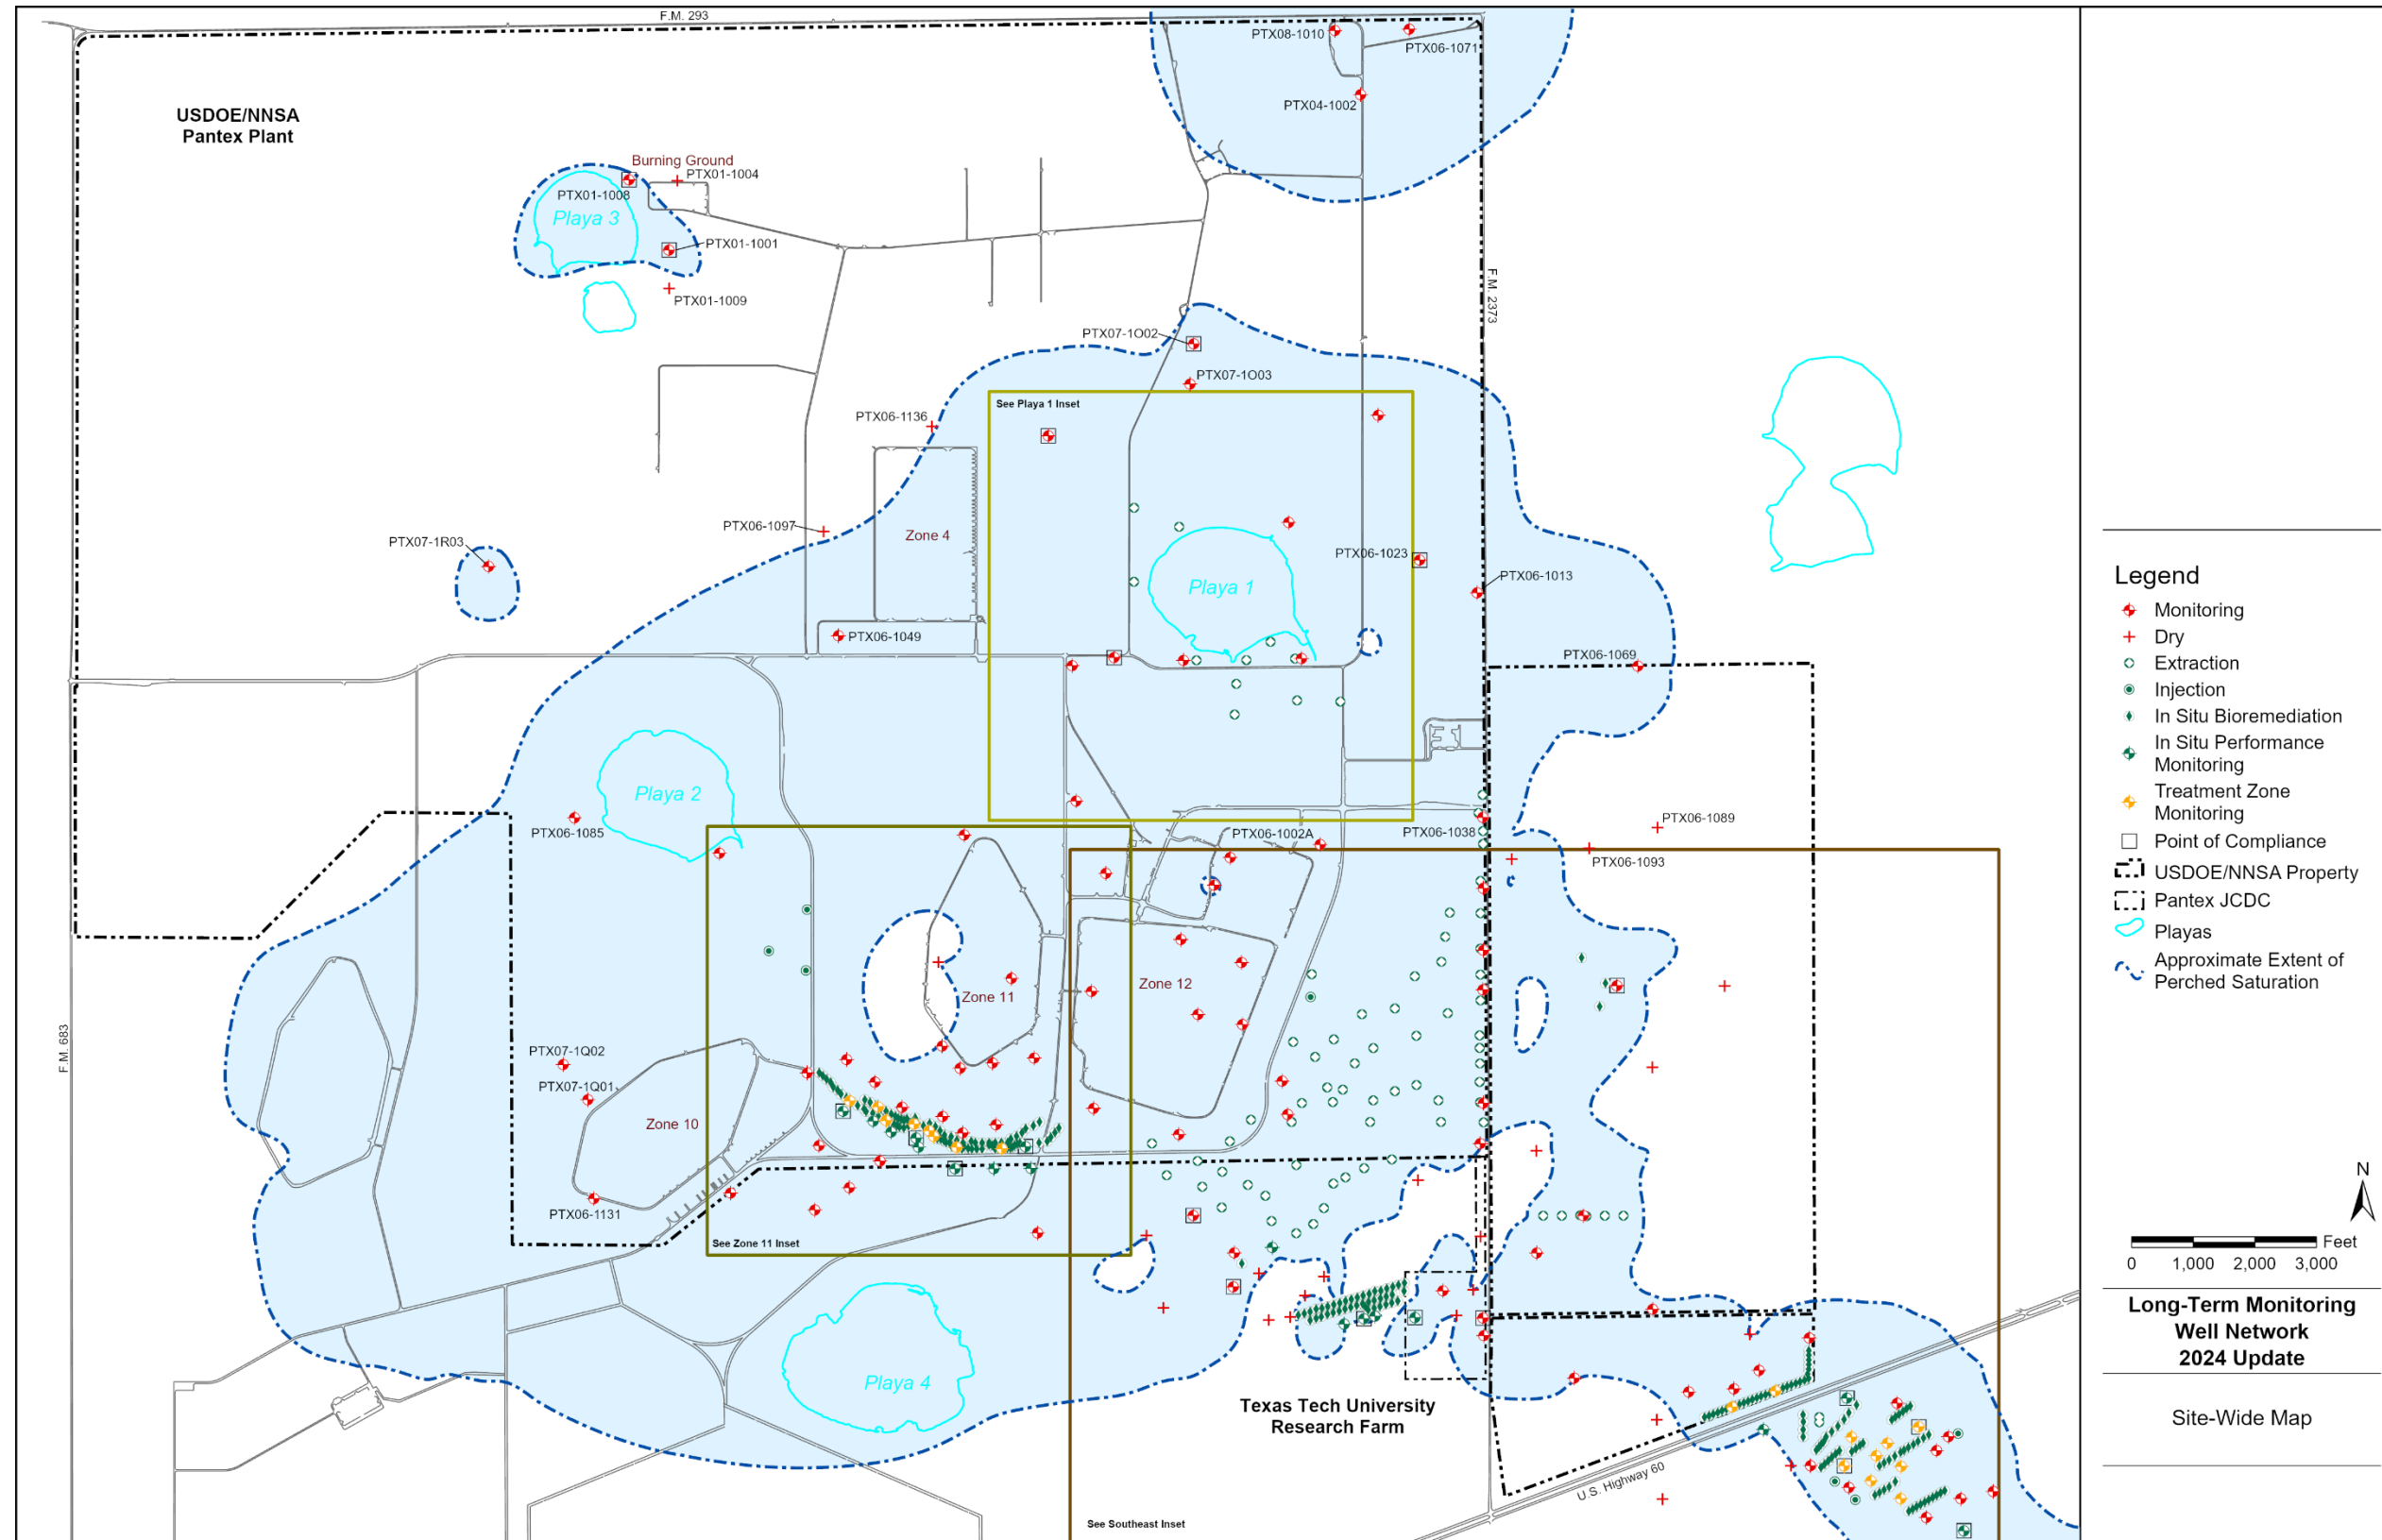 F.M. 293
PTX08-1010
PTX06-1071
USDOE/NNSA
Pantex Plant
PTX04-1002
Burning Ground
PTX01-1004
PTX01-1008
Playa 3
PTX01-1001
PTX01-1009
F.M. 2373
PTX07-1O02
PTX07-1O03
See Playa 1 Inset
PTX06-1136
PTX06-1097
Zone 4
PTX07-1R03
PTX06-1023
PTX06-1013
Playa 1
PTX06-1049
PTX06-1069
Playa 2
PTX06-1085
PTX06-1002A
PTX06-1038
PTX06-1089
PTX06-1093
Zone 11
Zone 12
F.M. 683
PTX07-1Q02
PTX07-1Q01
Zone 10
PTX06-1131
See Zone 11 Inset
Playa 4
Texas Tech University
Research Farm
U.S. Highway 60
See Southeast Inset
Legend
Monitoring
Dry
Extraction
Injection
In Situ Bioremediation
In Situ Performance
Monitoring
Treatment Zone
Monitoring
Point of Compliance
USDOE/NNSA Property
Pantex JCDC
Playas
Approximate Extent of
Perched Saturation
N
Feet
0 1,000 2,000 3,000
Long-Term Monitoring
Well Network
2024 Update
Site-Wide Map